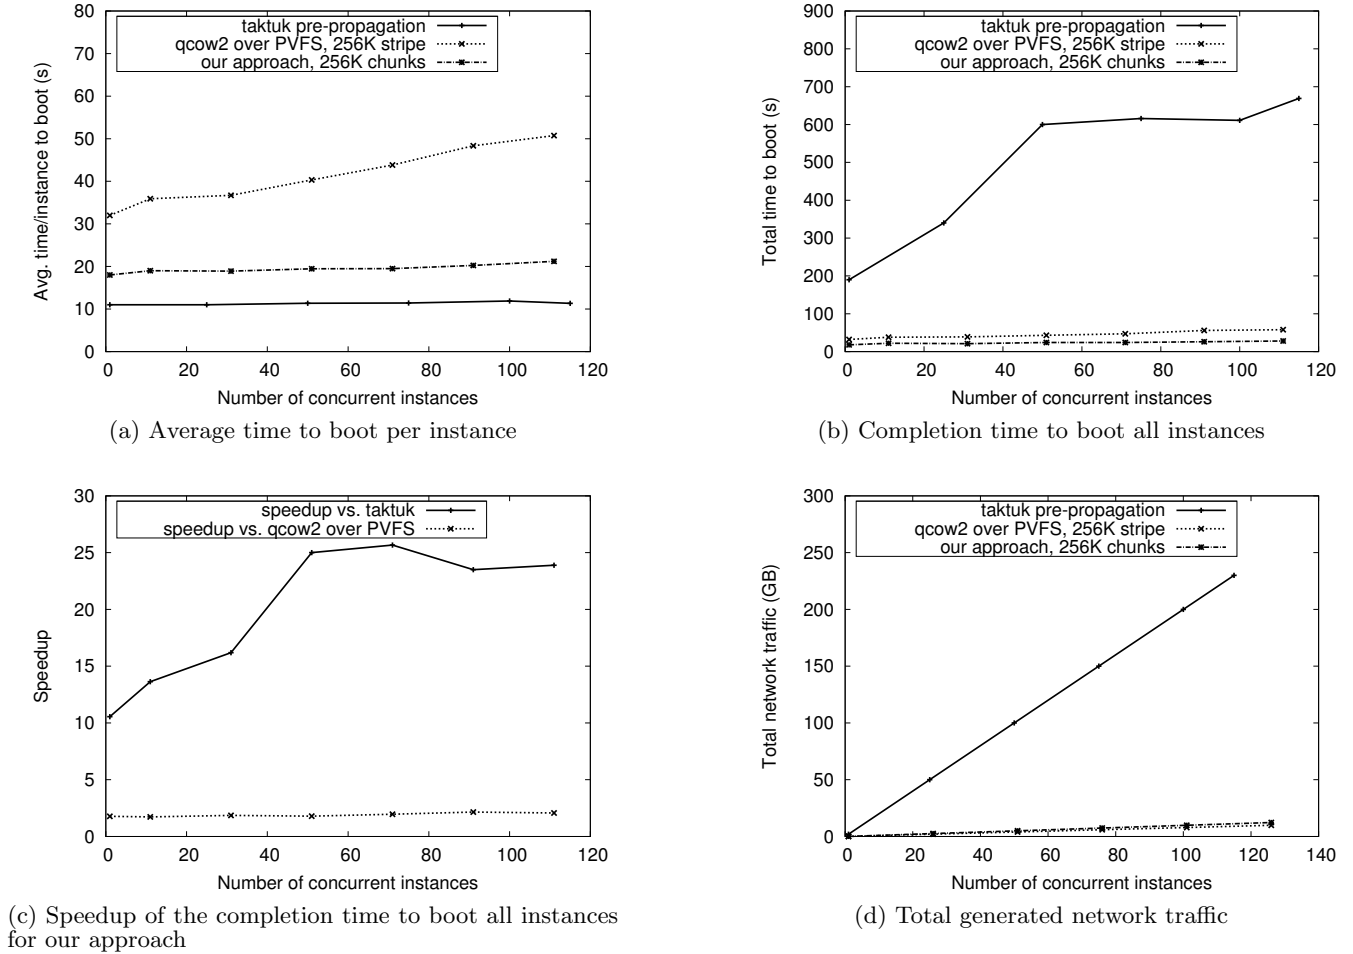 80
70
60
50
40
30
20
10
0
0 20 40 60 80 100 120
Avg. time/instance to boot (s)
Number of concurrent instances
taktuk pre-propagation
qcow2 over PVFS, 256K stripe
our approach, 256K chunks
(a) Average time to boot per instance
900
800
700
600
500
400
300
200
100
0
0 20 40 60 80 100 120
Total time to boot (s)
Number of concurrent instances
taktuk pre-propagation
qcow2 over PVFS, 256K stripe
our approach, 256K chunks
(b) Completion time to boot all instances
30
25
20
15
10
5
0
0 20 40 60 80 100 120
Speedup
Number of concurrent instances
speedup vs. taktuk
speedup vs. qcow2 over PVFS
(c) Speedup of the completion time to boot all instances
for our approach
300
250
200
150
100
50
0
0 20 40 60 80 100 120 140
Total network traffic (GB)
Number of concurrent instances
taktuk pre-propagation
qcow2 over PVFS, 256K stripe
our approach, 256K chunks
(d) Total generated network traffic